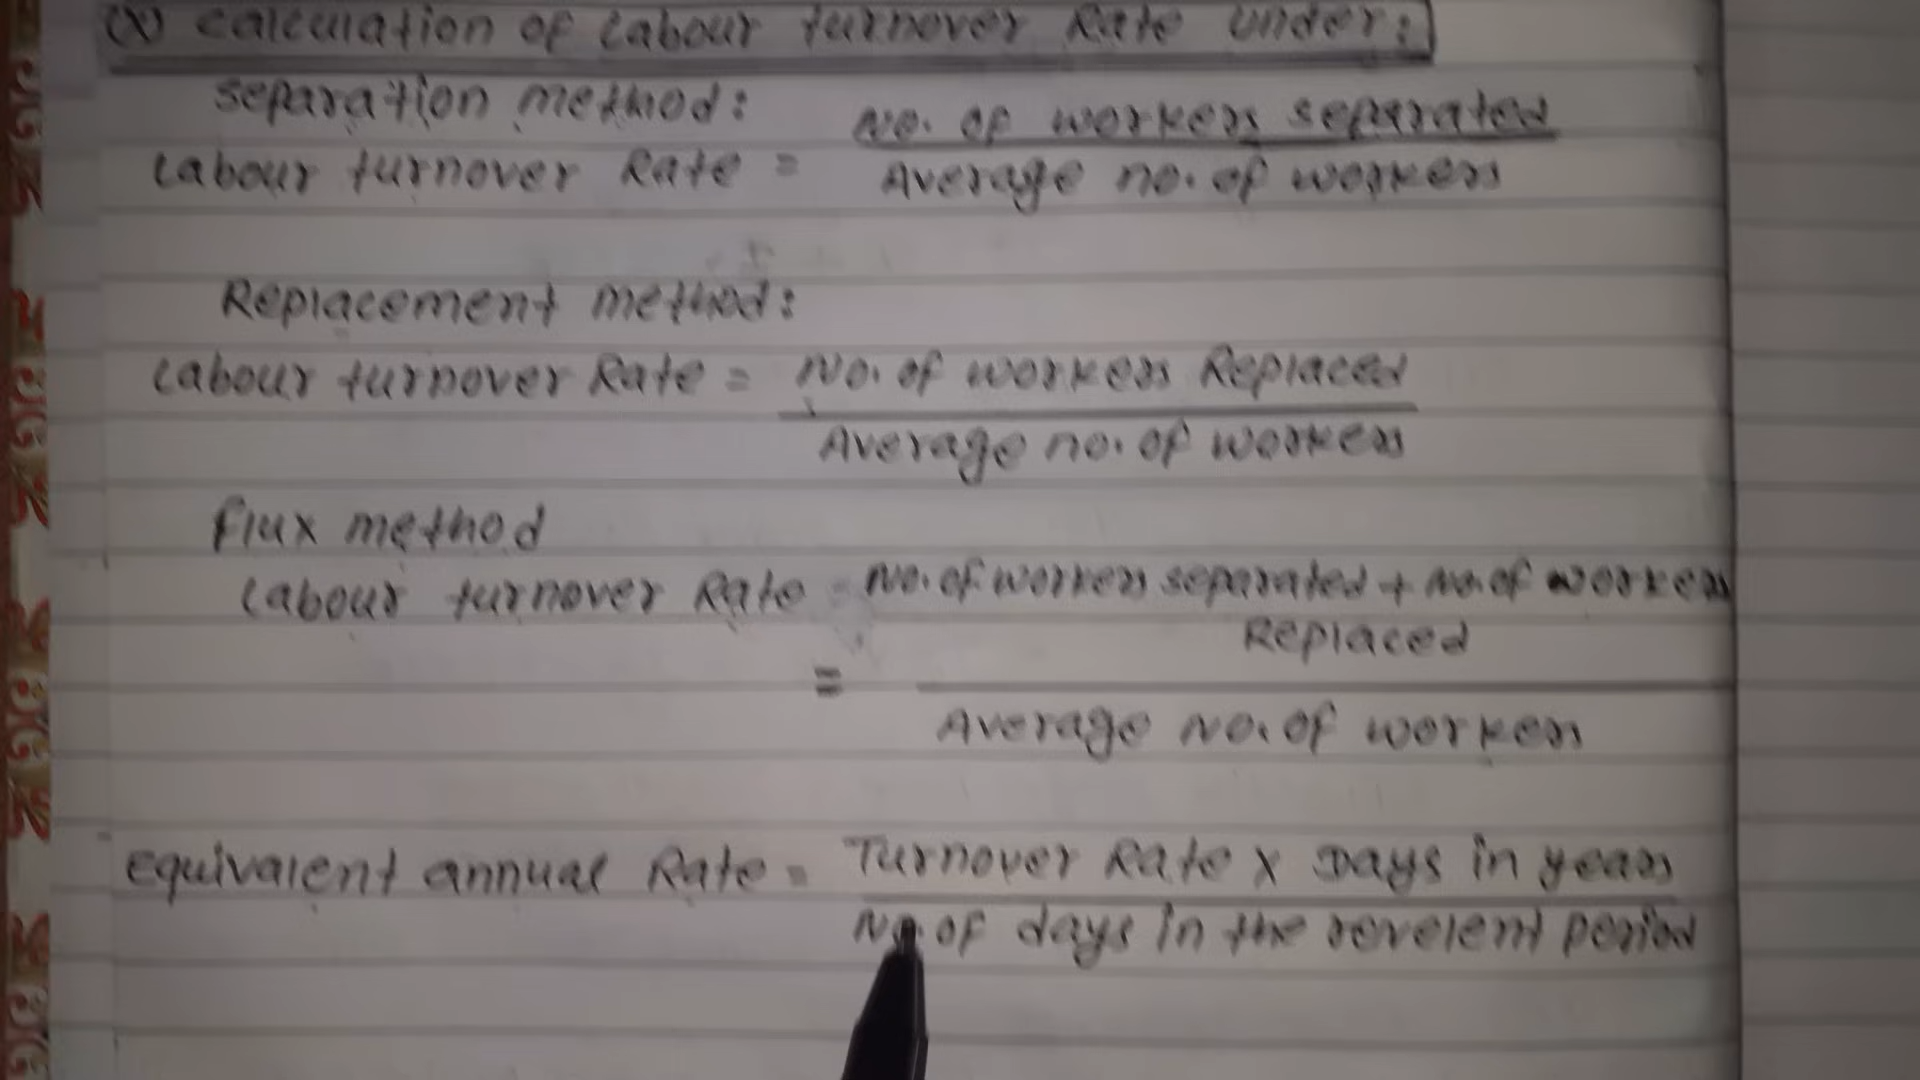 (X) calculation of Labour turnover Rate under:
separation method:
Labour turnover Rate = No. of workers separated
Average no. of workers
Replacement method:
Labour turnover Rate = No. of workers Replaced
Average no. of workers
flux method
Labour turnover Rate = No. of workers separated + No. of workers
Replaced
=
Average No. of workers
equivalent annual Rate = Turnover Rate X Days in years
No. of days in the revelent period